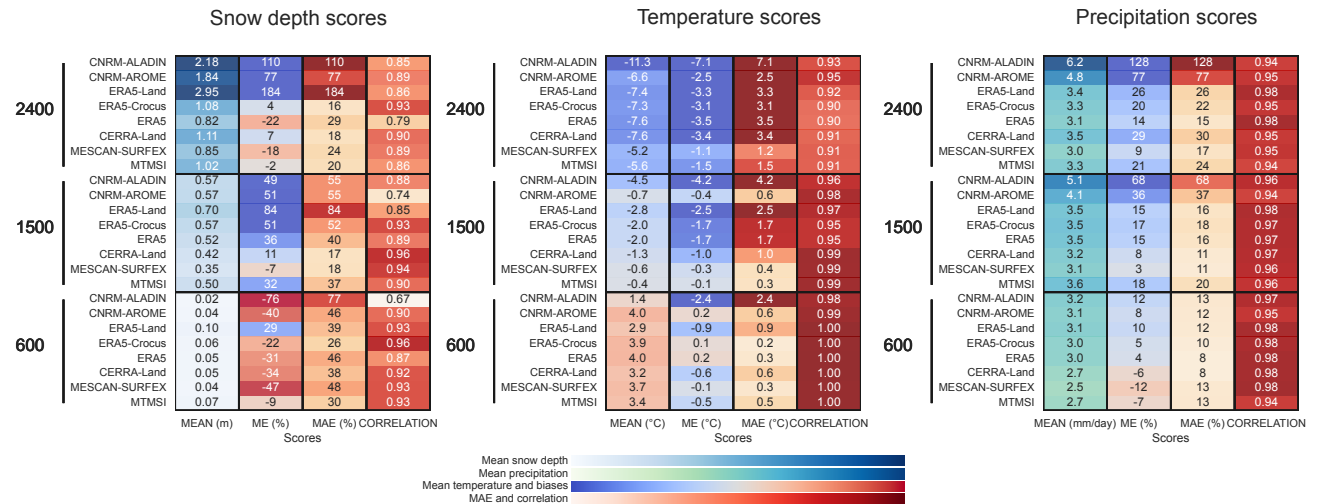 Snow depth scores Temperature scores Precipitation scores
CNRM-ALADIN 2.18 110 110 0.85 CNRM-ALADIN -11.3 -7.1 7.1 0.93 CNRM-ALADIN 6.2 128 128 0.94
CNRM-AROME 1.84 77 77 0.89 CNRM-AROME -6.6 -2.5 2.5 0.95 CNRM-AROME 4.8 77 77 0.95
ERA5-Land 2.95 184 184 0.86 ERA5-Land -7.4 -3.3 3.3 0.92 ERA5-Land 3.4 26 26 0.98
2400 ERA5-Crocus 1.08 4 16 0.93 2400 ERA5-Crocus -7.3 -3.1 3.1 0.90 2400 ERA5-Crocus 3.3 20 22 0.95
ERA5 0.82 -22 29 0.79 ERA5 -7.6 -3.5 3.5 0.90 ERA5 3.1 14 15 0.98
CERRA-Land 1.11 7 18 0.90 CERRA-Land -7.6 -3.4 3.4 0.91 CERRA-Land 3.5 29 30 0.95
MESCAN-SURFEX 0.85 -18 24 0.89 MESCAN-SURFEX -5.2 -1.1 1.2 0.91 MESCAN-SURFEX 3.0 9 17 0.95
MTMSI 1.02 -2 20 0.86 MTMSI -5.6 -1.5 1.5 0.91 MTMSI 3.3 21 24 0.94
CNRM-ALADIN 0.57 49 55 0.88 CNRM-ALADIN -4.5 -4.2 4.2 0.96 CNRM-ALADIN 5.1 68 68 0.96
CNRM-AROME 0.57 51 55 0.74 CNRM-AROME -0.7 -0.4 0.6 0.98 CNRM-AROME 4.1 36 37 0.94
ERA5-Land 0.70 84 84 0.85 ERA5-Land -2.8 -2.5 2.5 0.97 ERA5-Land 3.5 15 16 0.98
1500 ERA5-Crocus 0.57 51 52 0.93 1500 ERA5-Crocus -2.0 -1.7 1.7 0.95 1500 ERA5-Crocus 3.5 17 18 0.97
ERA5 0.52 36 40 0.89 ERA5 -2.0 -1.7 1.7 0.95 ERA5 3.5 15 16 0.97
CERRA-Land 0.42 11 17 0.96 CERRA-Land -1.3 -1.0 1.0 0.99 CERRA-Land 3.2 8 11 0.97
MESCAN-SURFEX 0.35 -7 18 0.94 MESCAN-SURFEX -0.6 -0.3 0.4 0.99 MESCAN-SURFEX 3.1 3 11 0.96
MTMSI 0.50 32 37 0.90 MTMSI -0.4 -0.1 0.3 0.99 MTMSI 3.6 18 20 0.96
CNRM-ALADIN 0.02 -76 77 0.67 CNRM-ALADIN 1.4 -2.4 2.4 0.98 CNRM-ALADIN 3.2 12 13 0.97
CNRM-AROME 0.04 -40 46 0.90 CNRM-AROME 4.0 0.2 0.6 0.99 CNRM-AROME 3.1 8 12 0.95
ERA5-Land 0.10 29 39 0.93 ERA5-Land 2.9 -0.9 0.9 1.00 ERA5-Land 3.1 10 12 0.98
600 ERA5-Crocus 0.06 -22 26 0.96 600 ERA5-Crocus 3.9 0.1 0.2 1.00 600 ERA5-Crocus 3.0 5 10 0.98
ERA5 0.05 -31 46 0.87 ERA5 4.0 0.2 0.3 1.00 ERA5 3.0 4 8 0.98
CERRA-Land 0.05 -34 38 0.92 CERRA-Land 3.2 -0.6 0.6 1.00 CERRA-Land 2.7 -6 8 0.98
MESCAN-SURFEX 0.04 -47 48 0.93 MESCAN-SURFEX 3.7 -0.1 0.3 1.00 MESCAN-SURFEX 2.5 -12 13 0.98
MTMSI 0.07 -9 30 0.93 MTMSI 3.4 -0.5 0.5 1.00 MTMSI 2.7 -7 13 0.94
MEAN (m) ME (%) MAE (%) CORRELATION MEAN (°C) ME (°C) MAE (°C) CORRELATION MEAN (mm/day) ME (%) MAE (%) CORRELATION
Scores Scores Scores
Mean snow depth
Mean precipitation
Mean temperature and biases
MAE and correlation